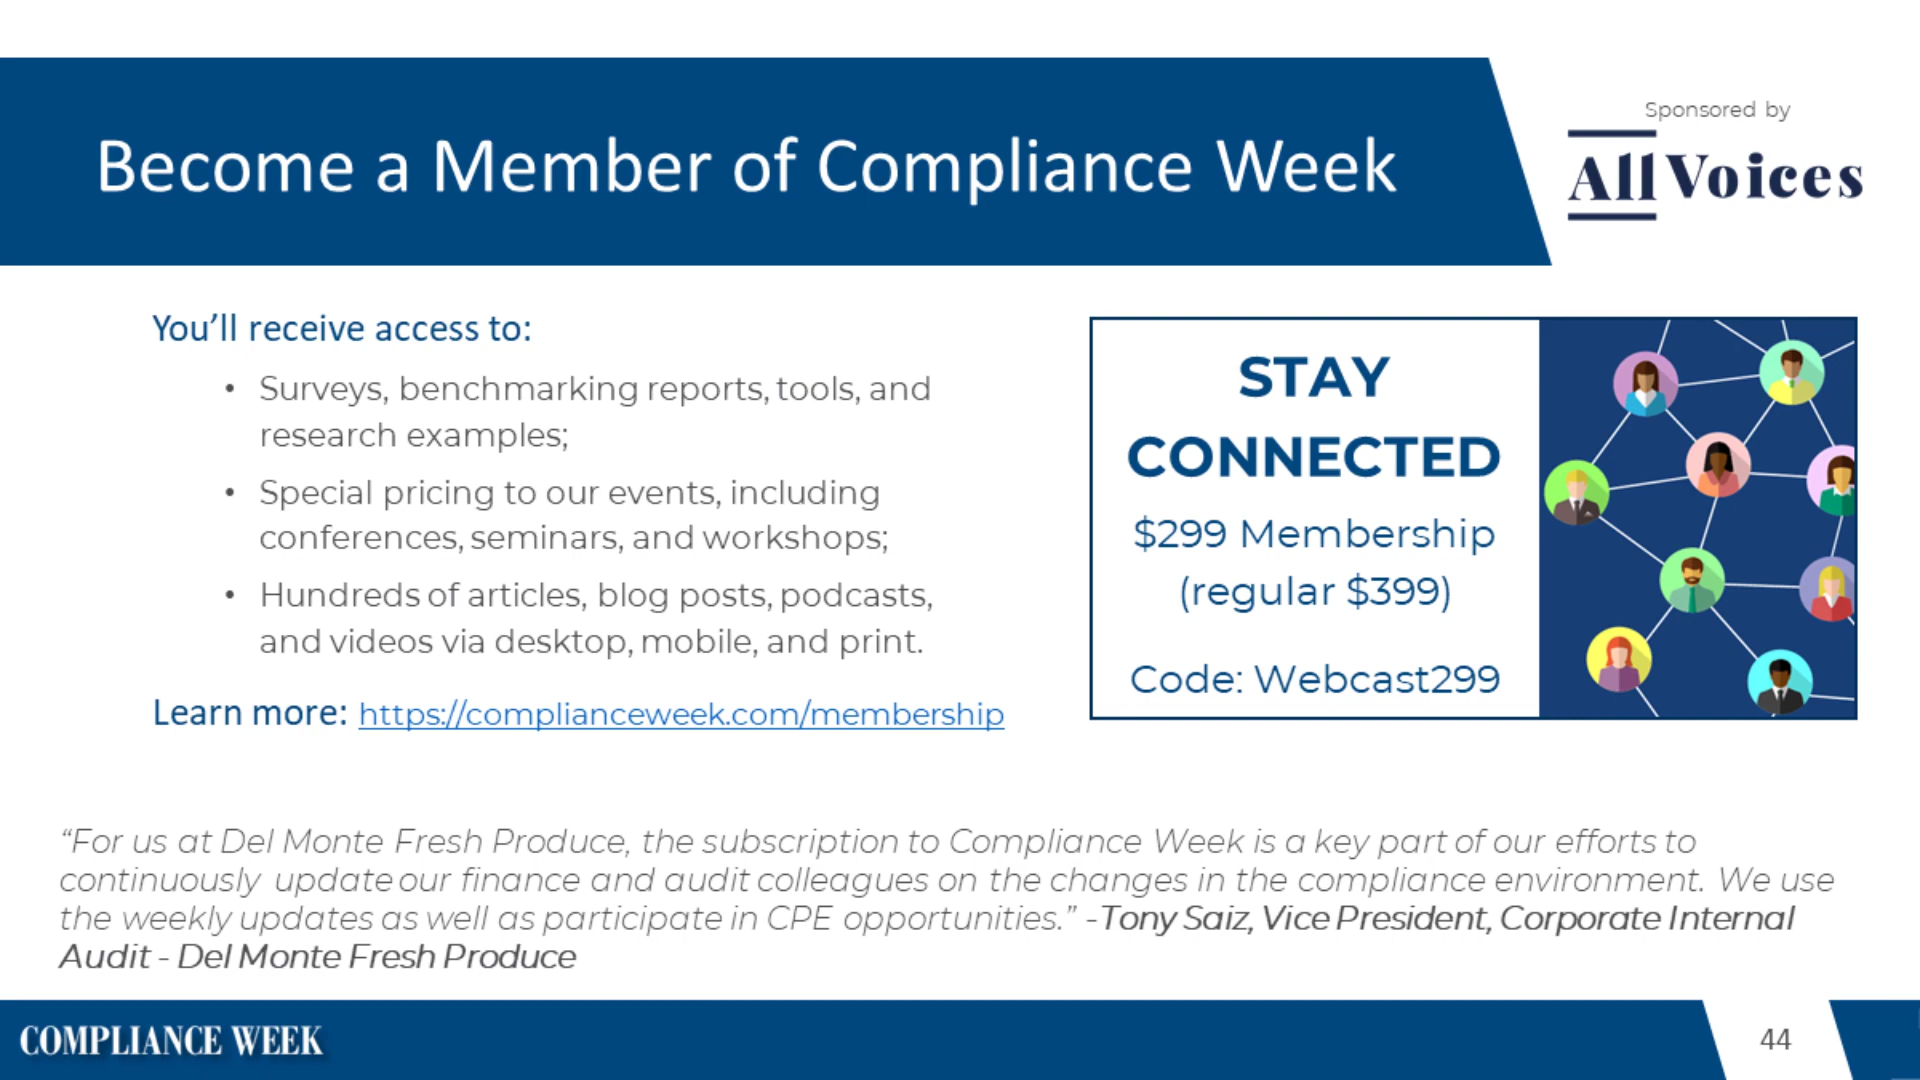 Become a Member of Compliance Week
Sponsored by
All Voices
You’ll receive access to:
• Surveys, benchmarking reports, tools, and
research examples;
• Special pricing to our events, including
conferences, seminars, and workshops;
• Hundreds of articles, blog posts, podcasts,
and videos via desktop, mobile, and print.
Learn more: https://complianceweek.com/membership
STAY
CONNECTED
$299 Membership
(regular $399)
Code: Webcast299
“For us at Del Monte Fresh Produce, the subscription to Compliance Week is a key part of our efforts to
continuously update our finance and audit colleagues on the changes in the compliance environment. We use
the weekly updates as well as participate in CPE opportunities.” -Tony Saiz, Vice President, Corporate Internal
Audit - Del Monte Fresh Produce
COMPLIANCE WEEK
44